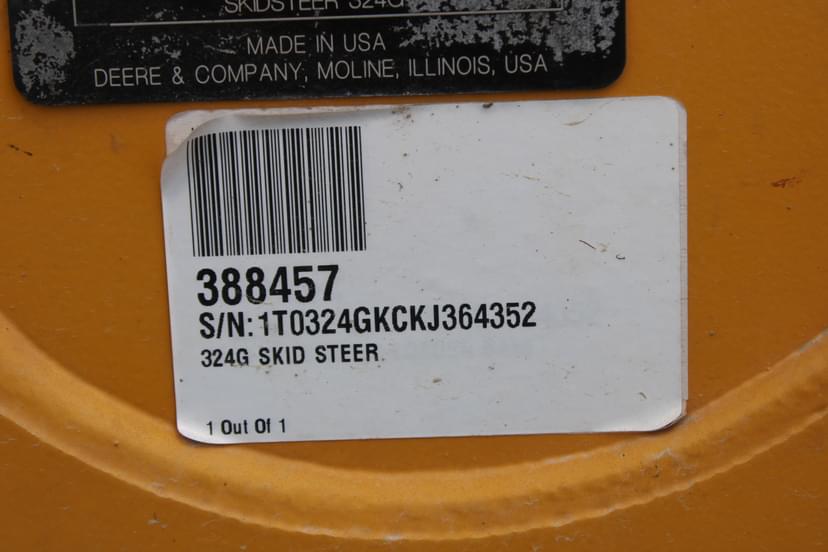 SKIDSTEER 324G
MADE IN USA
DEERE & COMPANY, MOLINE, ILLINOIS, USA
388457
S/N:1T0324GKCKJ364352
324G SKID STEER
1 Out Of 1